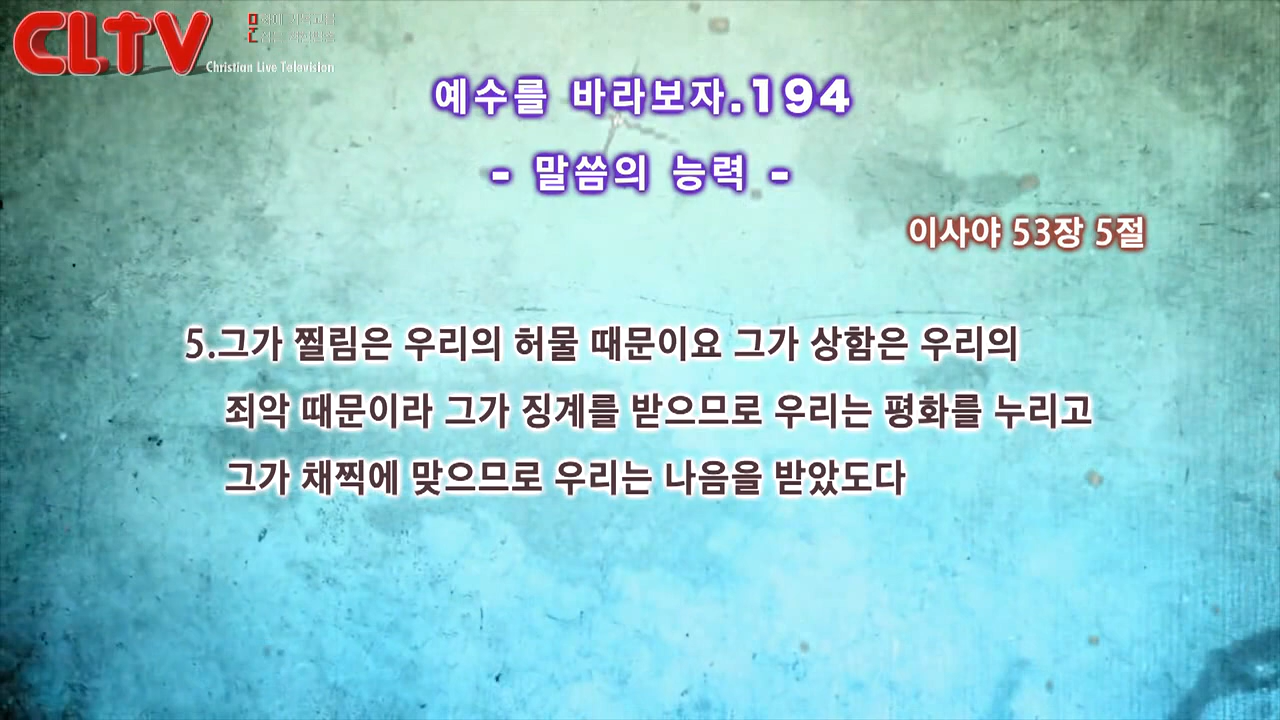 CLTV
Christian Live Television
예수를 바라보자.194
- 말씀의 능력 -
이사야 53장 5절
5.그가 찔림은 우리의 허물 때문이요 그가 상함은 우리의
죄악 때문이라 그가 징계를 받으므로 우리는 평화를 누리고
그가 채찍에 맞으므로 우리는 나음을 받았도다